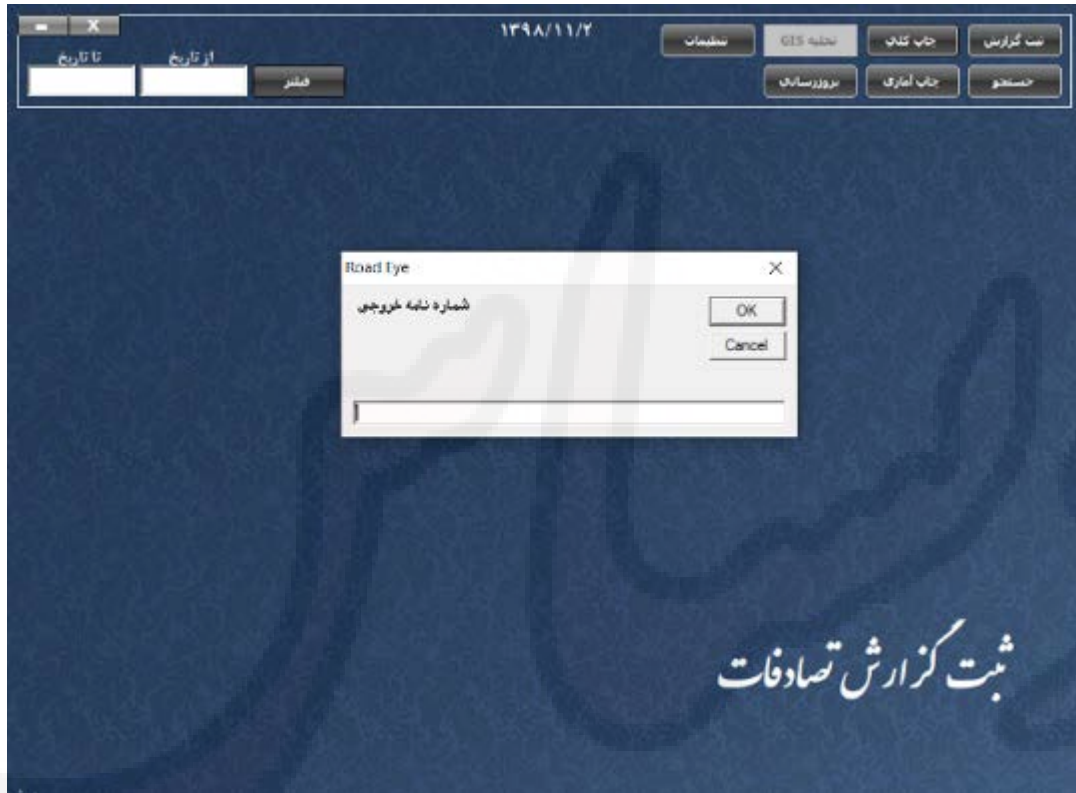 ۱۳۹۸/۱۱/۲
ثبت گزارش
چاپ کلی
تخلیه GIS
تنظیمات
جستجو
چاپ آماری
بروزرسانی
فیلتر
از تاریخ
تا تاریخ
X
Road Eye
شماره نامه خروجی
OK
Cancel
ثبت گزارش تصادفات